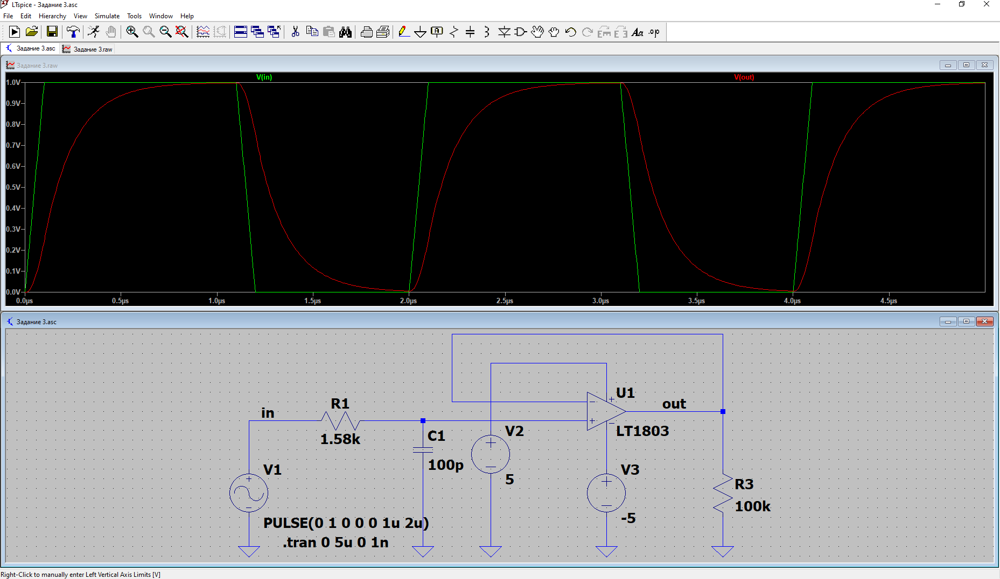 LTspice - Задание 3.asc
File Edit Hierarchy View Simulate Tools Window Help
Задание 3.asc Задание 3.raw
Задание 3.raw
V(in) V(out)
1.0V
0.9V
0.8V
0.7V
0.6V
0.5V
0.4V
0.3V
0.2V
0.1V
0.0V
0.0µs 0.5µs 1.0µs 1.5µs 2.0µs 2.5µs 3.0µs 3.5µs 4.0µs 4.5µs
Задание 3.asc
in
R1
1.58k
C1
100p
V1
PULSE(0 1 0 0 0 1u 2u)
.tran 0 5u 0 1n
V2
5
U1
LT1803
out
V3
-5
R3
100k
Right-Click to manually enter Left Vertical Axis Limits [V]